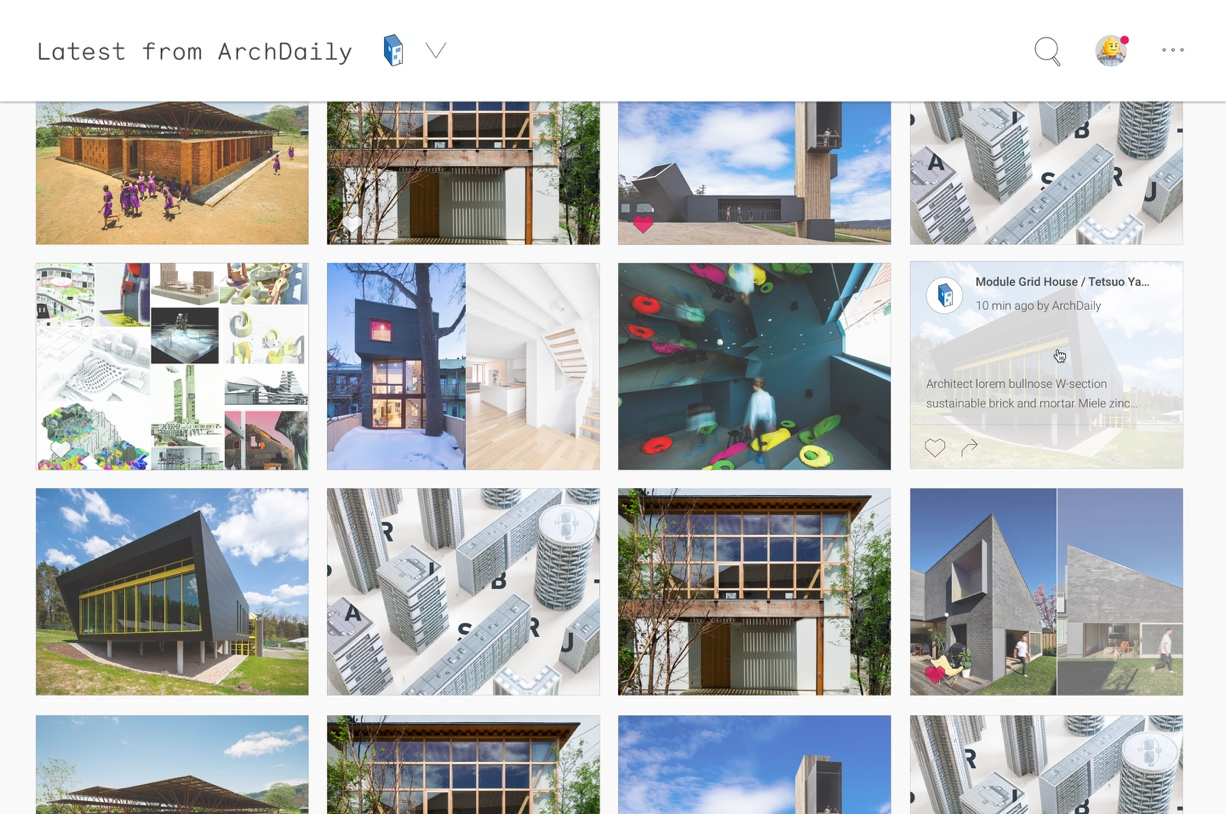 Latest from ArchDaily
A
S
B
R
U
Module Grid House / Tetsuo Ya...
10 min ago by ArchDaily
Architect lorem bullnose W-section
sustainable brick and mortar Miele zinc...
R
B
A
S
R
U
R